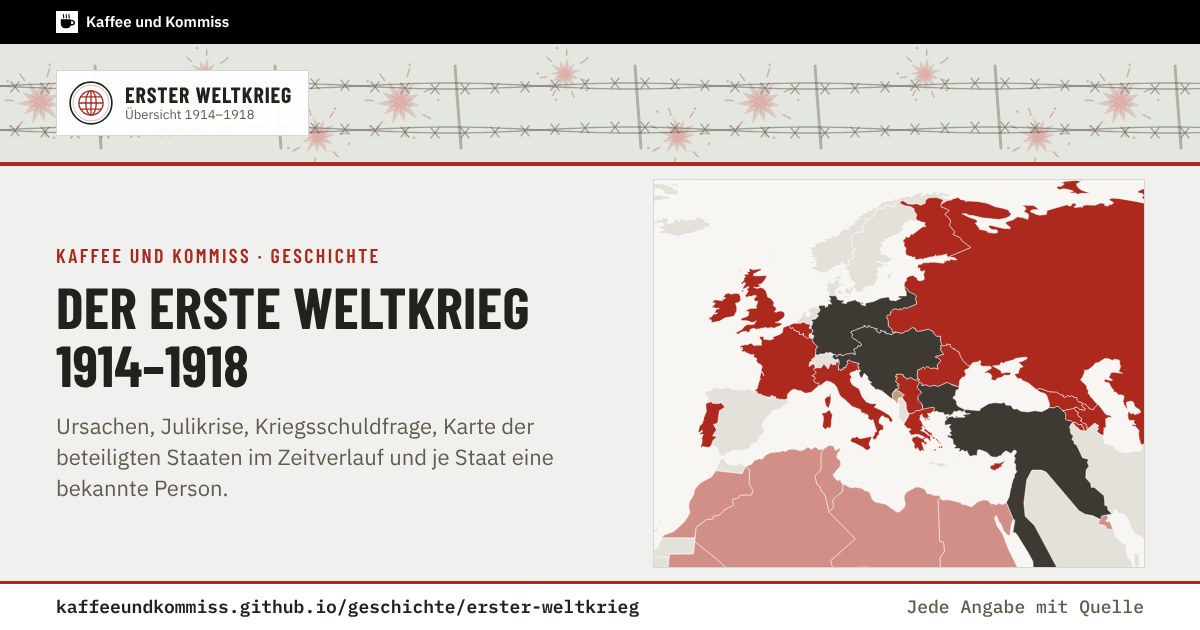 Kaffee und Kommiss
ERSTER WELTKRIEG
Übersicht 1914–1918
KAFFEE UND KOMMISS · GESCHICHTE
DER ERSTE WELTKRIEG
1914–1918
Ursachen, Julikrise, Kriegsschuldfrage, Karte der
beteiligten Staaten im Zeitverlauf und je Staat eine
bekannte Person.
kaffeeundkommiss.github.io/geschichte/erster-weltkrieg
Jede Angabe mit Quelle